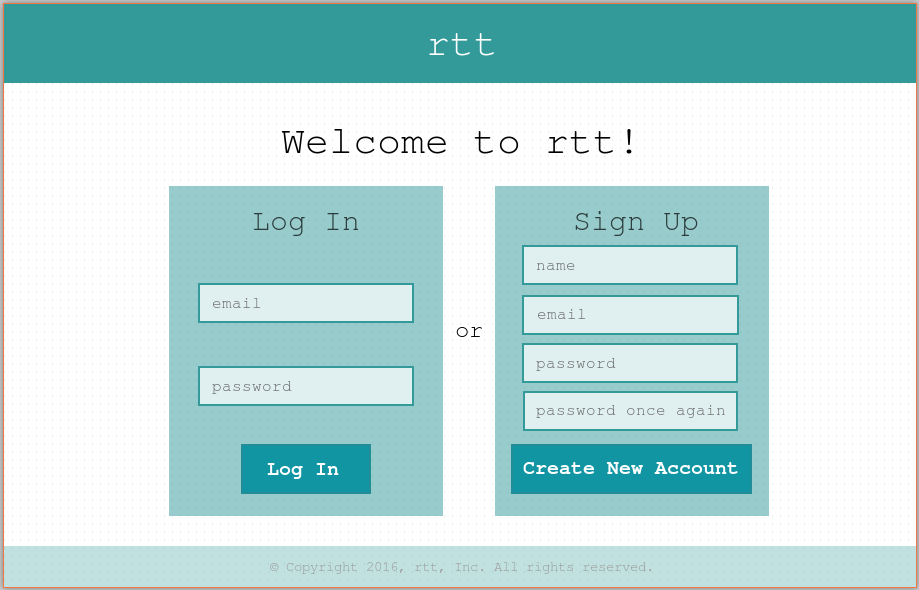 rtt
Welcome to rtt!
Log In
email
password
Log In
or
Sign Up
name
email
password
password once again
Create New Account
© Copyright 2016, rtt, Inc. All rights reserved.